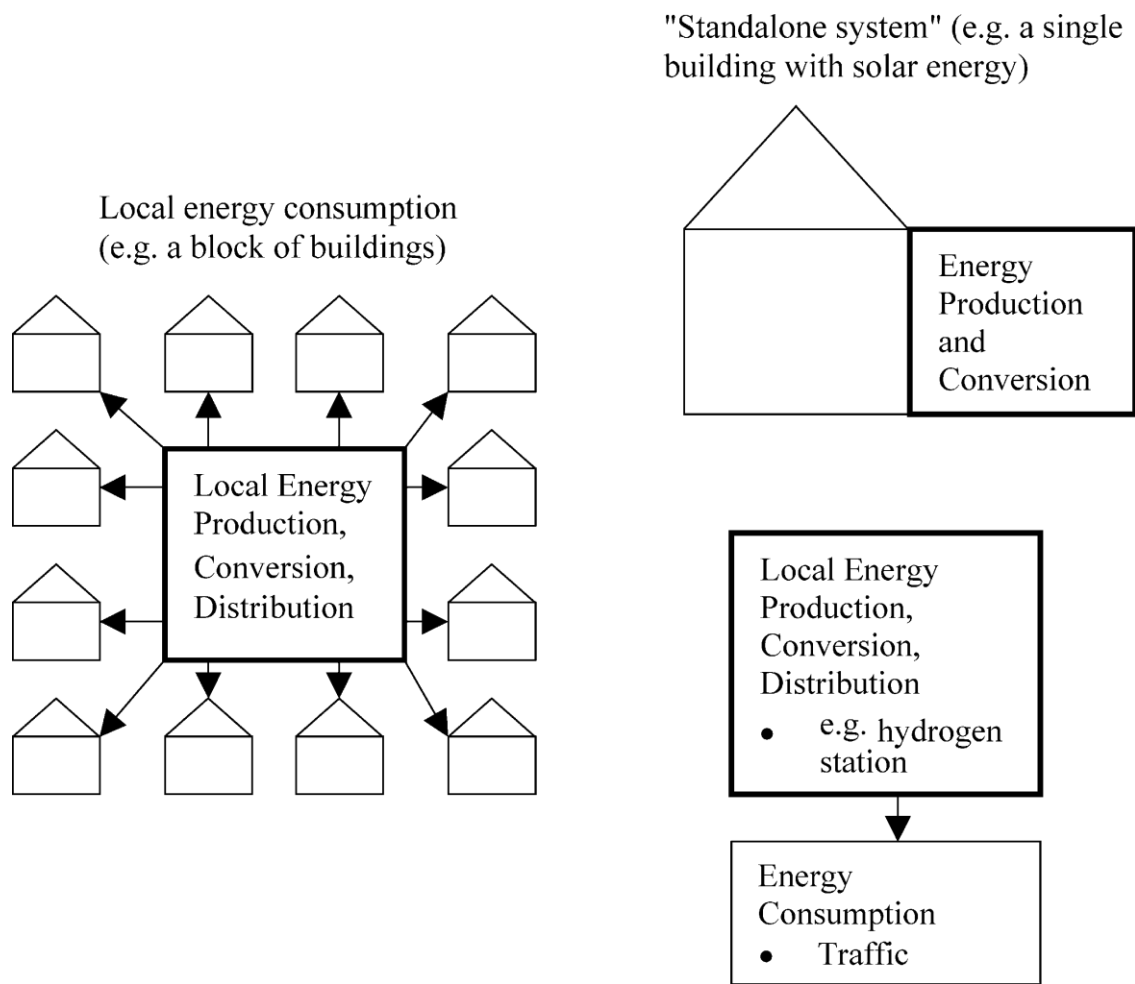 "Standalone system" (e.g. a single
building with solar energy)
Local energy consumption
(e.g. a block of buildings)
Energy
Production
and
Conversion
Local Energy
Production,
Conversion,
Distribution
Local Energy
Production,
Conversion,
Distribution
• e.g. hydrogen
station
Energy
Consumption
• Traffic